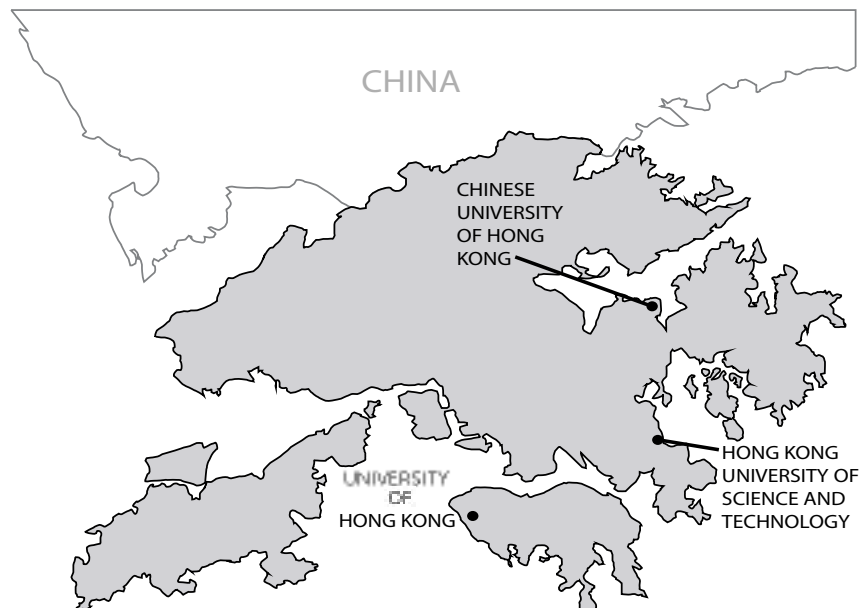 CHINA
CHINESE
UNIVERSITY
OF HONG
KONG
HONG KONG
UNIVERSITY OF
SCIENCE AND
TECHNOLOGY
UNIVERSITY
OF
HONG KONG